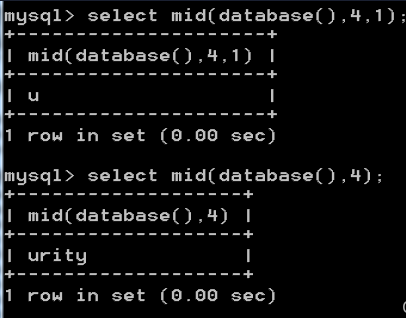 mysql> select mid(database(),4,1);
+---------------------+
| mid(database(),4,1) |
+---------------------+
| u                   |
+---------------------+
1 row in set (0.00 sec)

mysql> select mid(database(),4);
+-------------------+
| mid(database(),4) |
+-------------------+
| urity             |
+-------------------+
1 row in set (0.00 sec)